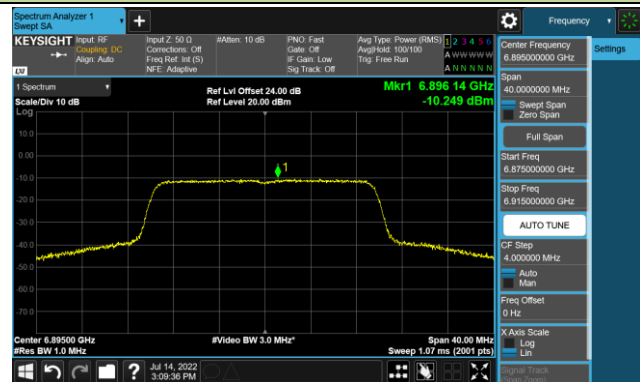 Spectrum Analyzer 1
Swept SA
Frequency
KEYSIGHT
Input: RF
Coupling: DC
Align: Auto
Input Z: 50 Ω
Corrections: Off
Freq Ref: Int (S)
NFE: Adaptive
#Atten: 10 dB
PNO: Fast
Gate: Off
IF Gain: Low
Sig Track: Off
Avg Type: Power (RMS)
Avg|Hold: 100/100
Trig: Free Run
1 2 3 4 5 6
A W W W W W
A N N N N N
LXI
1 Spectrum
Scale/Div 10 dB
Log
Ref Lvl Offset 24.00 dB
Ref Level 20.00 dBm
Mkr1 6.896 14 GHz
-10.249 dBm
10.0
0.00
-10.0
-20.0
-30.0
-40.0
-50.0
-60.0
-70.0
1
Center 6.89500 GHz
#Res BW 1.0 MHz
#Video BW 3.0 MHz*
Span 40.00 MHz
Sweep 1.07 ms (2001 pts)
Jul 14, 2022
3:09:36 PM
Center Frequency
6.895000000 GHz
Span
40.0000000 MHz
Swept Span
Zero Span
Full Span
Start Freq
6.875000000 GHz
Stop Freq
6.915000000 GHz
AUTO TUNE
CF Step
4.000000 MHz
Auto
Man
Freq Offset
0 Hz
X Axis Scale
Log
Lin
Signal Track
(Span Zoom)
Settings